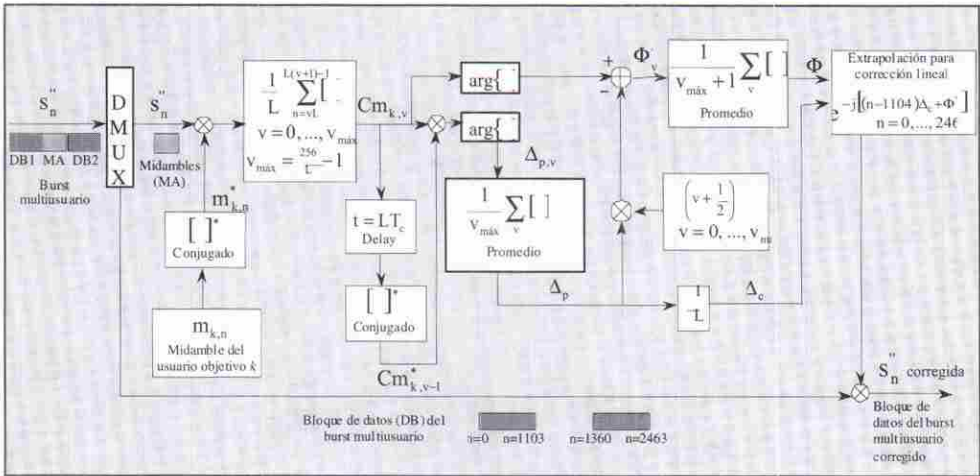 S''n
DB1 MA DB2
Burst
multiusuario
D
M
U
X
S''n
Midambles
(MA)
m*k,n
[ ]*
Conjugado
mk,n
Midamble del
usuario objetivo k
1/L Σ [
L(v+1)-1
n=vL
v = 0, ..., vmáx
vmáx = 256/L -1
Cmk,v
t = LTc
Delay
[ ]*
Conjugado
Cm*k,v-1
arg{
arg{
Δp,v
1/vmáx Σv [ ]
Promedio
Δp
+
−
Φv
1/vmáx+1 Σv [ ]
Promedio
Φ
(v + 1/2)
v = 0, ..., v
1/L
Δc
Extrapolación para
corrección lineal
e -j[(n-1104)Δc+Φ]
n = 0, ..., 246
S''n corregida
Bloque de
datos del burst
multiusuario
corregido
Bloque de datos (DB) del
burst multiusuario
n=0 n=1103 n=1360 n=2463